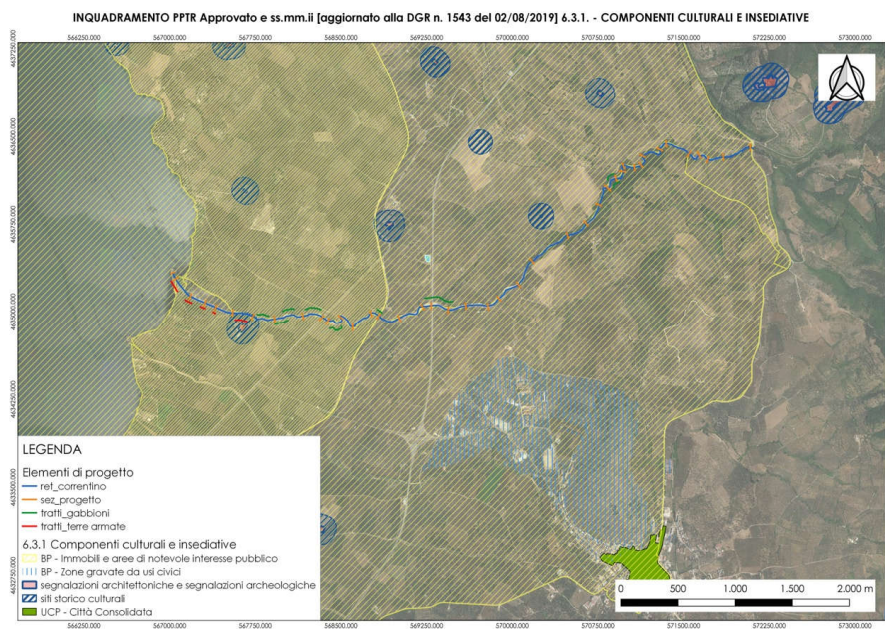 INQUADRAMENTO PPTR Approvato e ss.mm.ii [aggiornato alla DGR n. 1543 del 02/08/2019] 6.3.1. - COMPONENTI CULTURALI E INSEDIATIVE
566250.000 567000.000 567750.000 568500.000 569250.000 570000.000 570750.000 571500.000 572250.000 573000.000
4637250.000
4636500.000
4635750.000
4635000.000
4634250.000
4633500.000
4632750.000
LEGENDA
Elementi di progetto
ret_correntino
sez_progetto
tratti_gabbioni
tratti_terre armate
6.3.1 Componenti culturali e insediative
BP - Immobili e aree di notevole interesse pubblico
BP - Zone gravate da usi civici
segnalazioni architettoniche e segnalazioni archeologiche
siti storico culturali
UCP - Città Consolidata
0 500 1.000 1.500 2.000 m
566250.000 567000.000 567750.000 568500.000 569250.000 570000.000 570750.000 571500.000 572250.000 573000.000